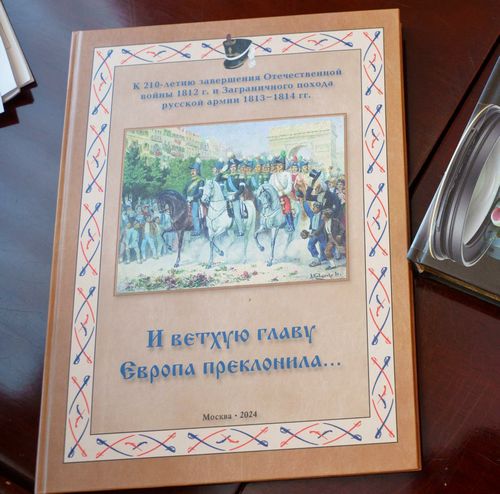 К 210-летию завершения Отечественной
войны 1812 г. и Заграничного похода
русской армии 1813–1814 гг.
И ветхую главу
Европа преклонила...
Москва • 2024